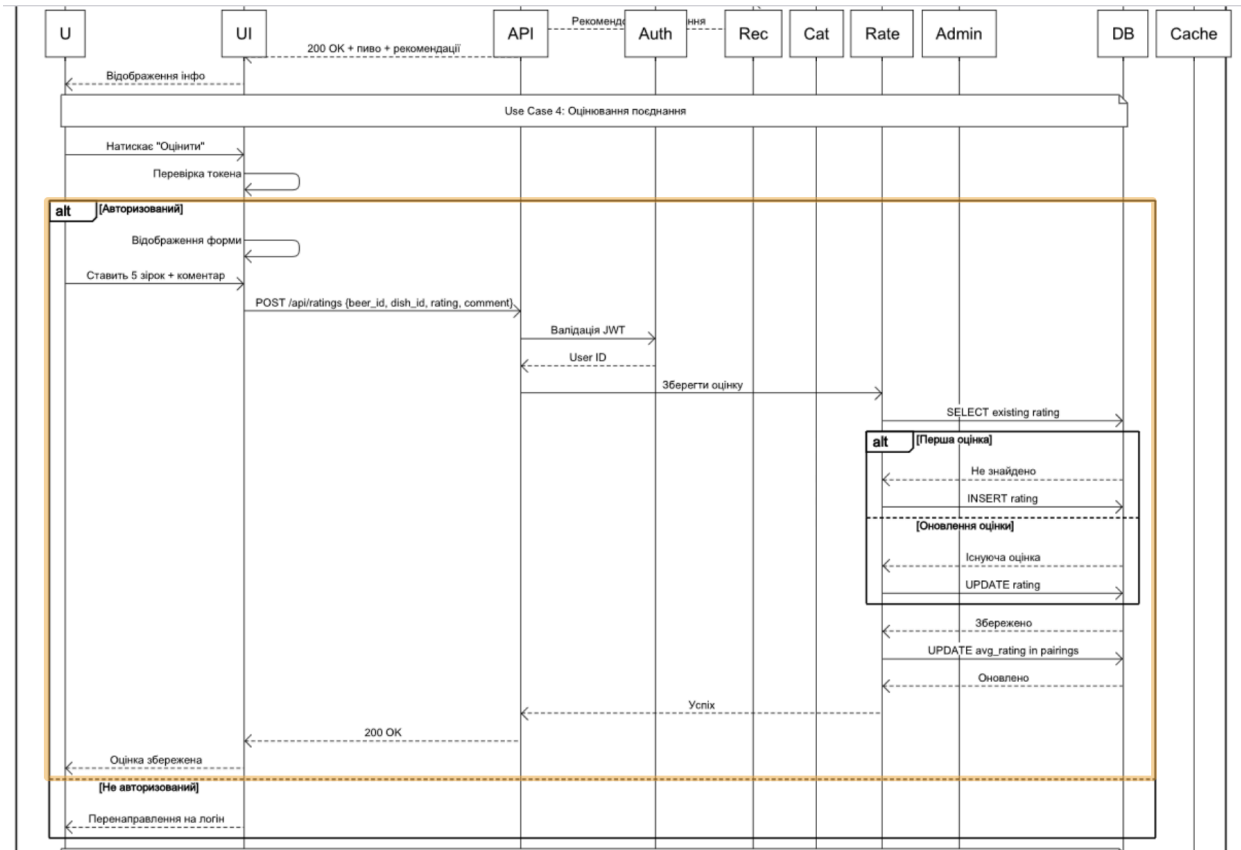 U UI API Auth Rec Cat Rate Admin DB Cache
ння
200 OK + пиво + рекомендації
Відображення інфо
Use Case 4: Оцінювання поєднання
Натискає "Оцінити"
Перевірка токена
alt [Авторизований]
Відображення форми
Ставить 5 зірок + коментар
POST /api/ratings {beer_id, dish_id, rating, comment}
Валідація JWT
User ID
Зберегти оцінку
SELECT existing rating
alt [Перша оцінка]
Не знайдено
INSERT rating
[Оновлення оцінки]
Існуюча оцінка
UPDATE rating
Збережено
UPDATE avg_rating in pairings
Оновлено
Успіх
200 OK
Оцінка збережена
[Не авторизований]
Перенаправлення на логін